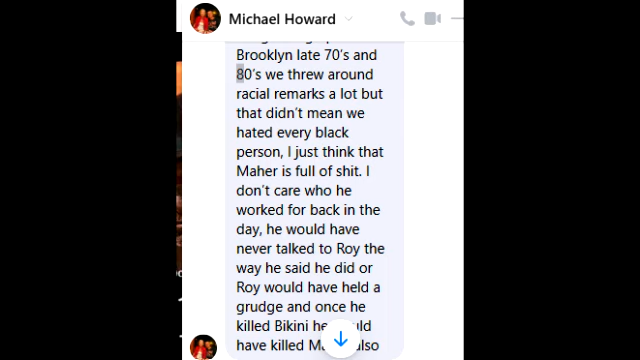 Michael Howard
Brooklyn late 70's and
80's we threw around
racial remarks a lot but
that didn't mean we
hated every black
person, I just think that
Maher is full of shit. I
don't care who he
worked for back in the
day, he would have
never talked to Roy the
way he said he did or
Roy would have held a
grudge and once he
killed Bikini he
have killed also